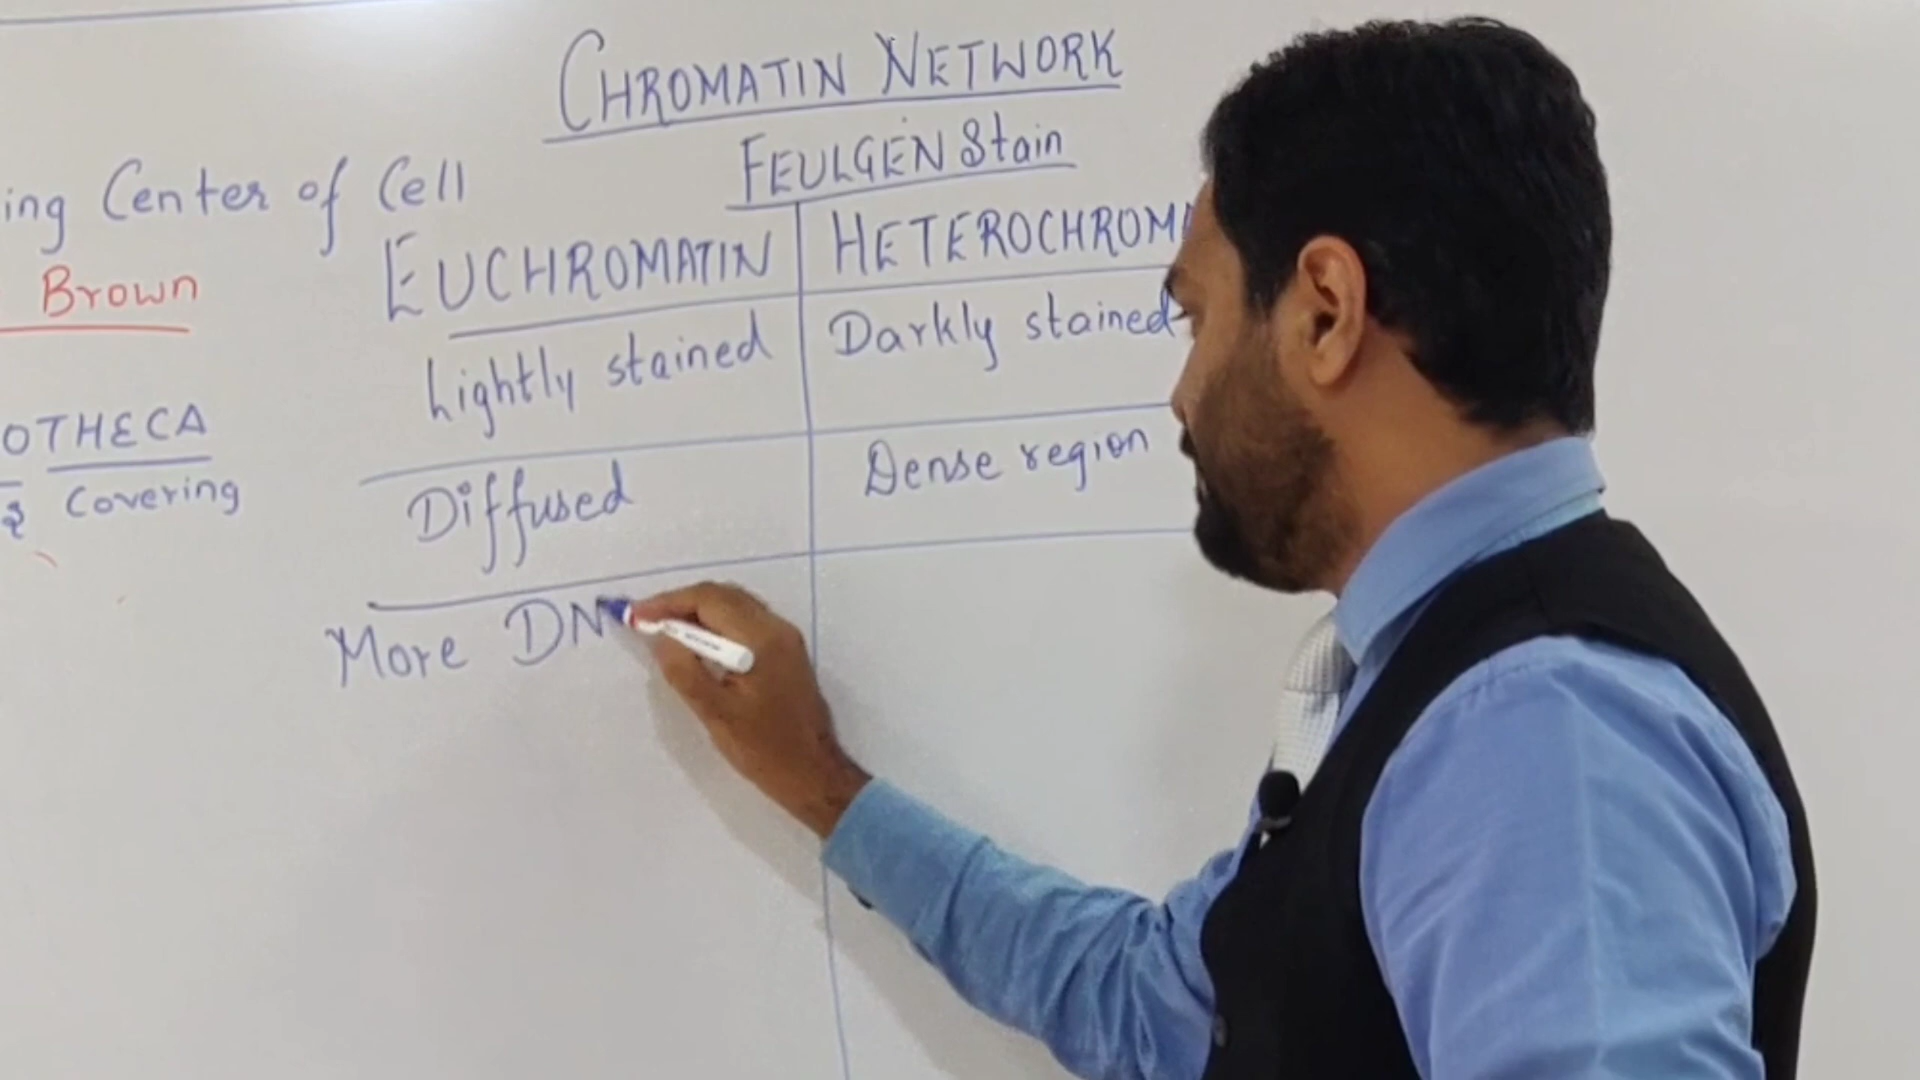 CHROMATIN NETWORK
FEULGEN Stain
ing Center of Cell
Brown
OTHECA
Covering
EUCHROMATIN HETEROCHROMA
Lightly stained Darkly stained
Diffused Dense region
More DN